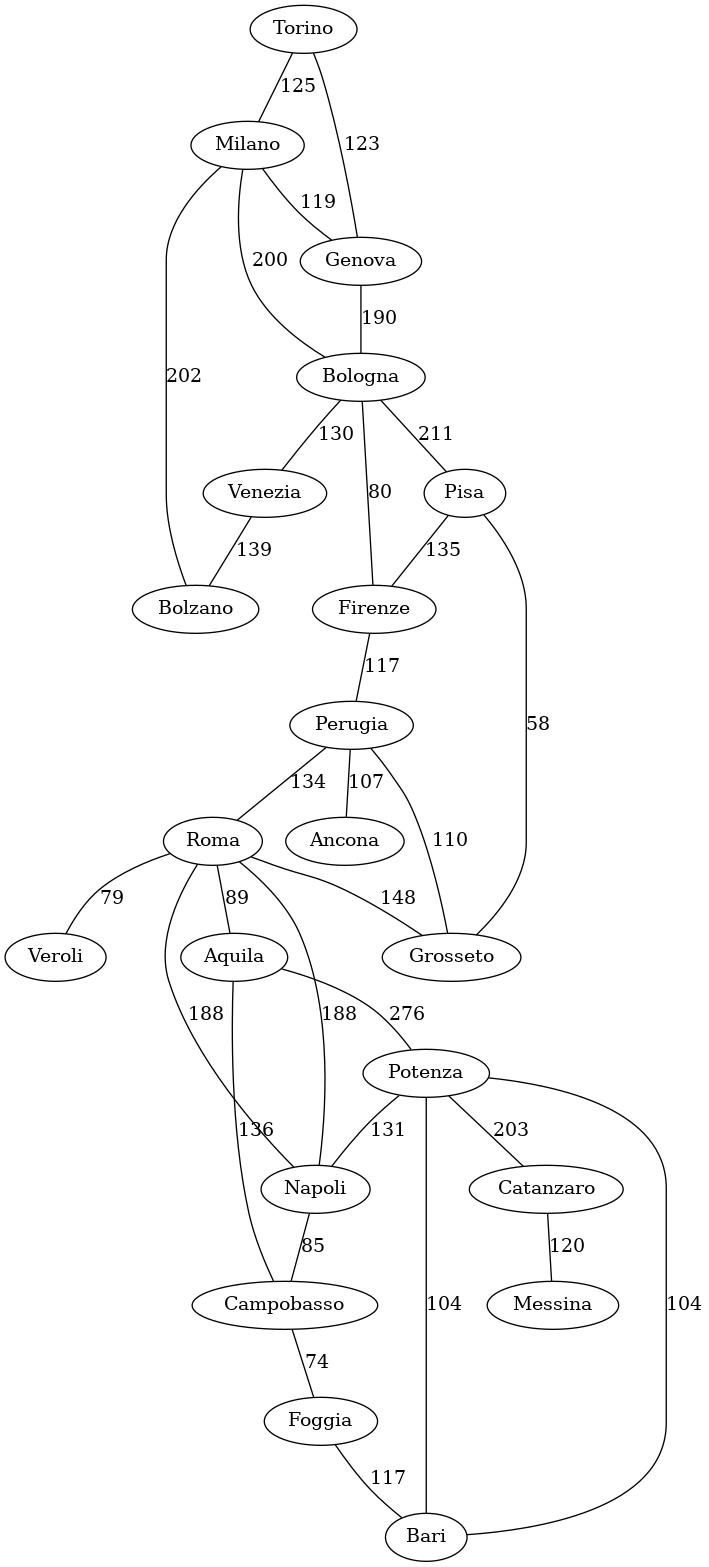 Torino
125
Milano
123
119
200
Genova
190
202
Bologna
130
211
80
Venezia
Pisa
139
135
Bolzano
Firenze
117
Perugia
58
134
107
110
Roma
Ancona
79
89
148
Veroli
Aquila
Grosseto
188
188
276
Potenza
136
131
203
Napoli
Catanzaro
85
120
Campobasso
104
104
Messina
74
Foggia
117
Bari